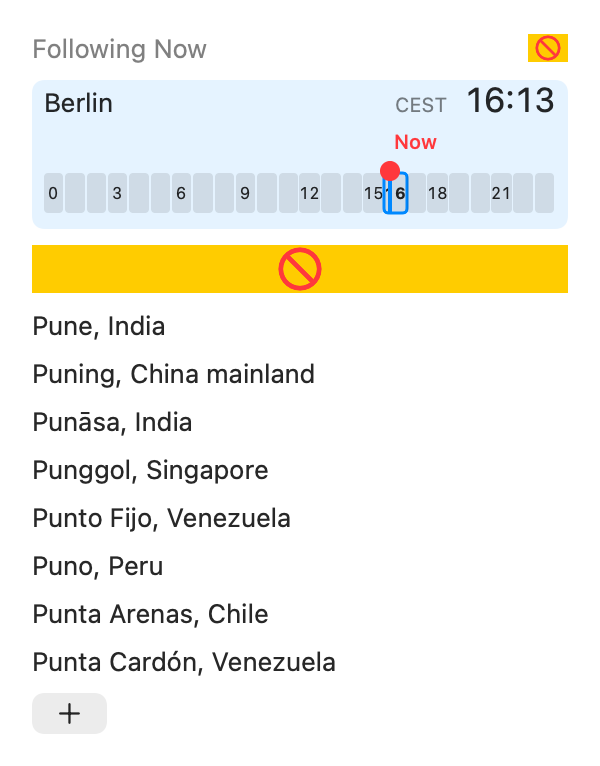 Following Now
Berlin CEST 16:13
Now
0 3 6 9 12 15 16 18 21
Pune, India
Puning, China mainland
Punāsa, India
Punggol, Singapore
Punto Fijo, Venezuela
Puno, Peru
Punta Arenas, Chile
Punta Cardón, Venezuela
+